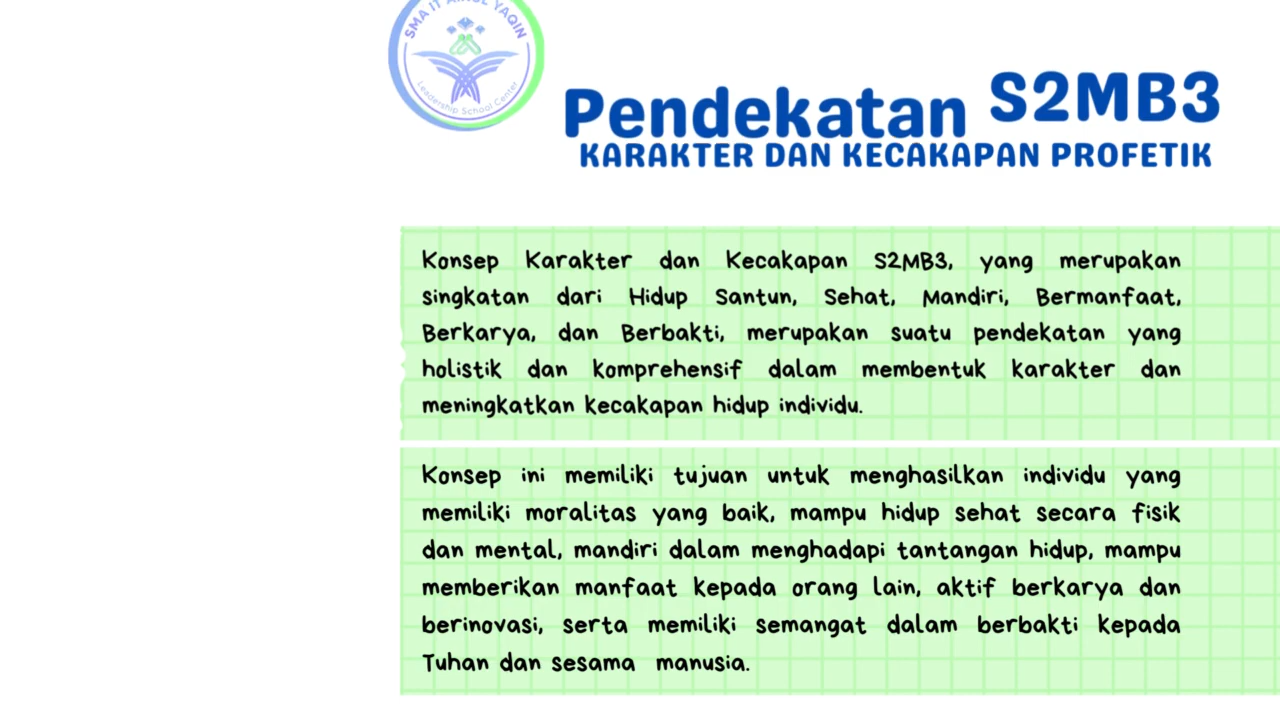 SMA IT AINUL YAQIN
Leadership School Center
Pendekatan S2MB3
KARAKTER DAN KECAKAPAN PROFETIK
Konsep Karakter dan Kecakapan S2MB3, yang merupakan
singkatan dari Hidup Santun, Sehat, Mandiri, Bermanfaat,
Berkarya, dan Berbakti, merupakan suatu pendekatan yang
holistik dan komprehensif dalam membentuk karakter dan
meningkatkan kecakapan hidup individu.
Konsep ini memiliki tujuan untuk menghasilkan individu yang
memiliki moralitas yang baik, mampu hidup sehat secara fisik
dan mental, mandiri dalam menghadapi tantangan hidup, mampu
memberikan manfaat kepada orang lain, aktif berkarya dan
berinovasi, serta memiliki semangat dalam berbakti kepada
Tuhan dan sesama manusia.